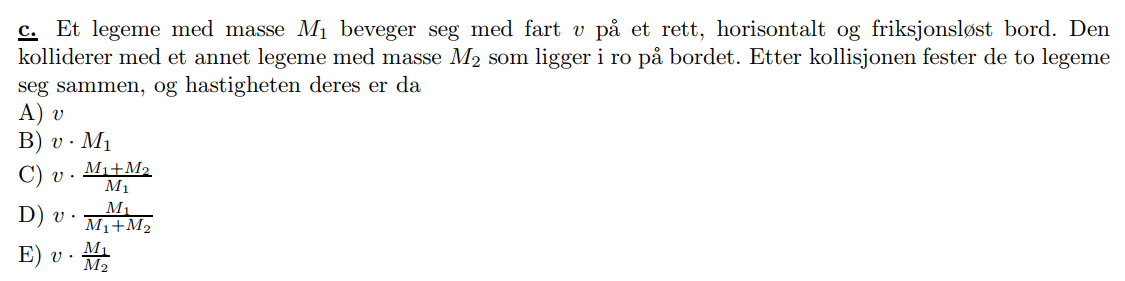 c. Et legeme med masse $M_1$ beveger seg med fart $v$ på et rett, horisontalt og friksjonsløst bord. Den
kolliderer med et annet legeme med masse $M_2$ som ligger i ro på bordet. Etter kollisjonen fester de to legeme
seg sammen, og hastigheten deres er da
A) $v$
B) $v \cdot M_1$
C) $v \cdot \frac{M_1+M_2}{M_1}$
D) $v \cdot \frac{M_1}{M_1+M_2}$
E) $v \cdot \frac{M_1}{M_2}$